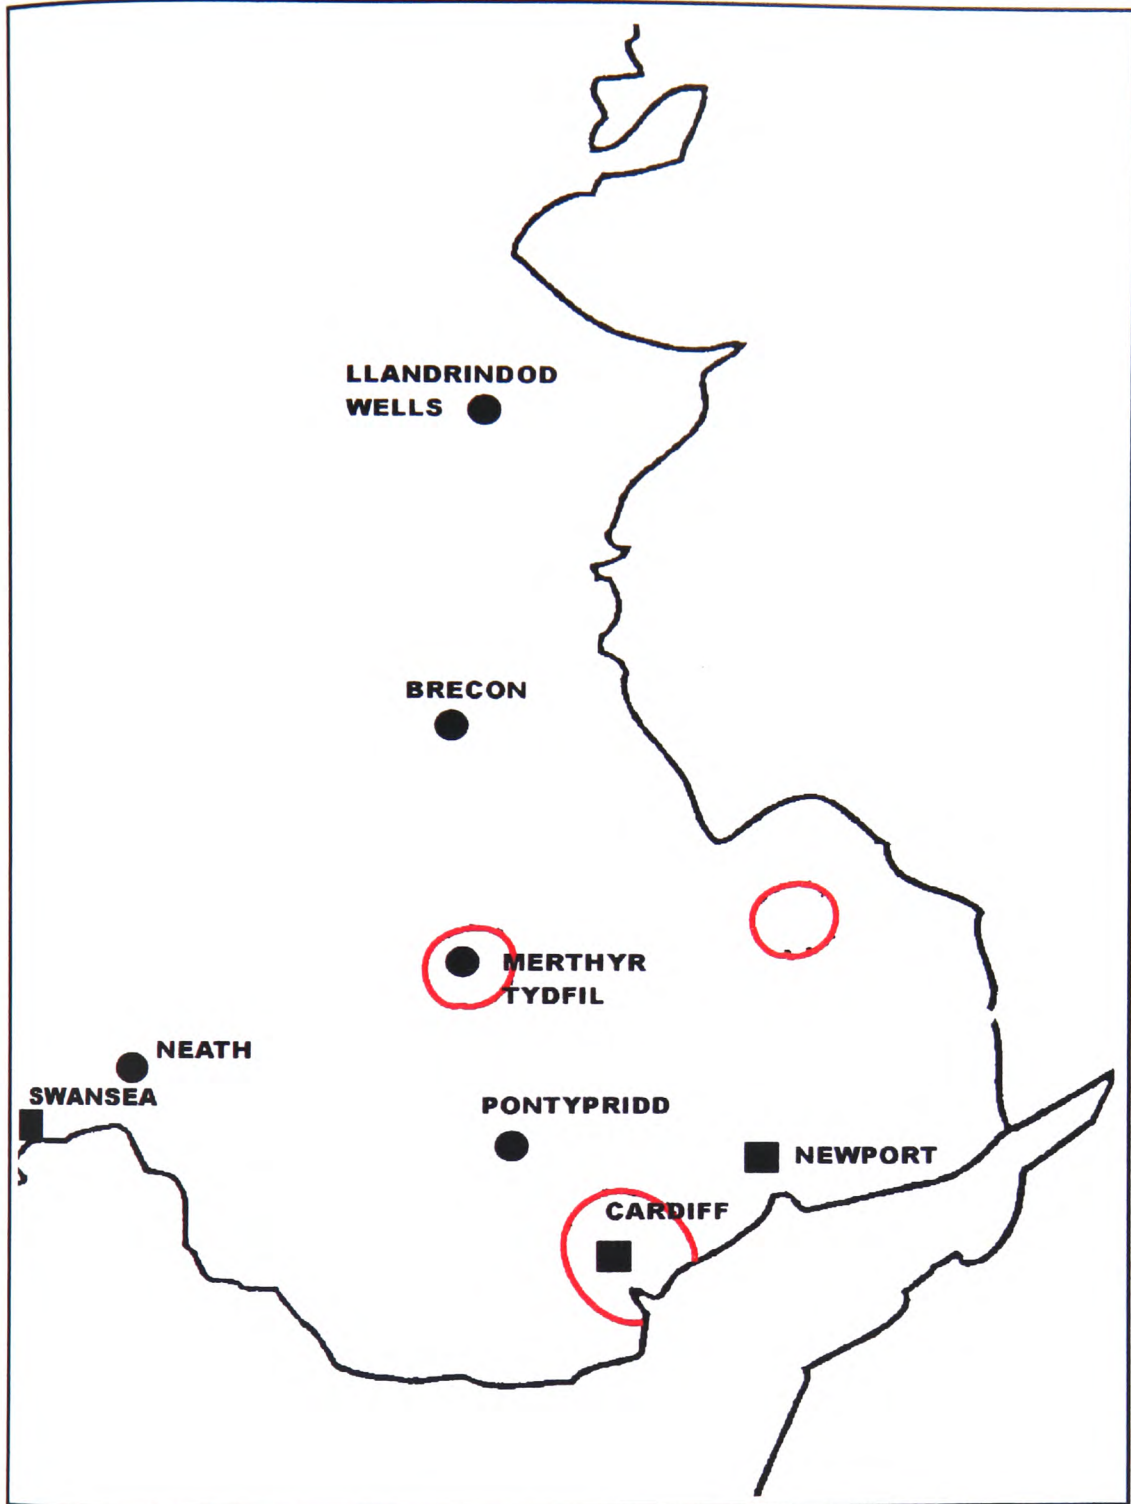 LLANDRINDOD
WELLS
BRECON
MERTHYR
TYDFIL
NEATH
SWANSEA
PONTYPRIDD
NEWPORT
CARDIFF